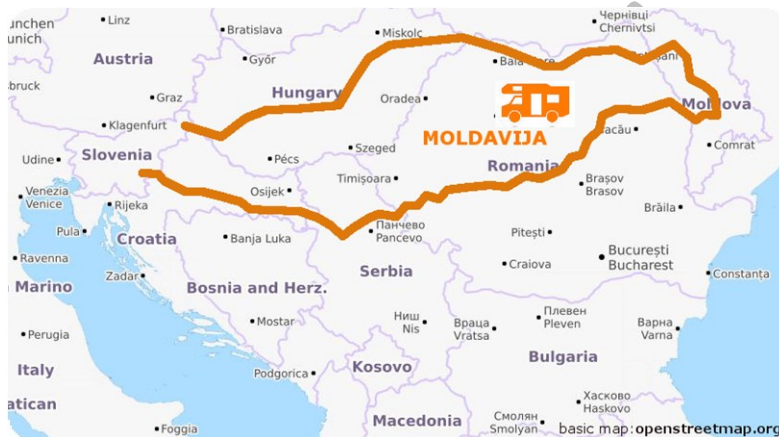 unchen
unich
Linz
Bratislava
Miskolc
Чернівці
Chernivtsi
Austria
Győr
bruck
Graz
Hungary
Oradea
Moldova
Klagenfurt
MOLDAVIJA
Comrat
Slovenia
Pécs
Szeged
Romania
Udine
Timișoara
Brașov
Brasov
Venezia
Venice
Rijeka
Osijek
Brăila
Pula
Croatia
Banja Luka
Панчево
Pancevo
Pitești
București
Bucharest
Ravenna
Zadar
Serbia
Craiova
Constanța
Marino
Bosnia and Herz.
Mostar
Ниш
Nis
Враца
Vratsa
Плевен
Pleven
Варна
Varna
Perugia
Bulgaria
Italy
Podgorica
Kosovo
atican
Хасково
Haskovo
Foggia
Macedonia
Смолян
Smolyan
basic map:openstreetmap.org